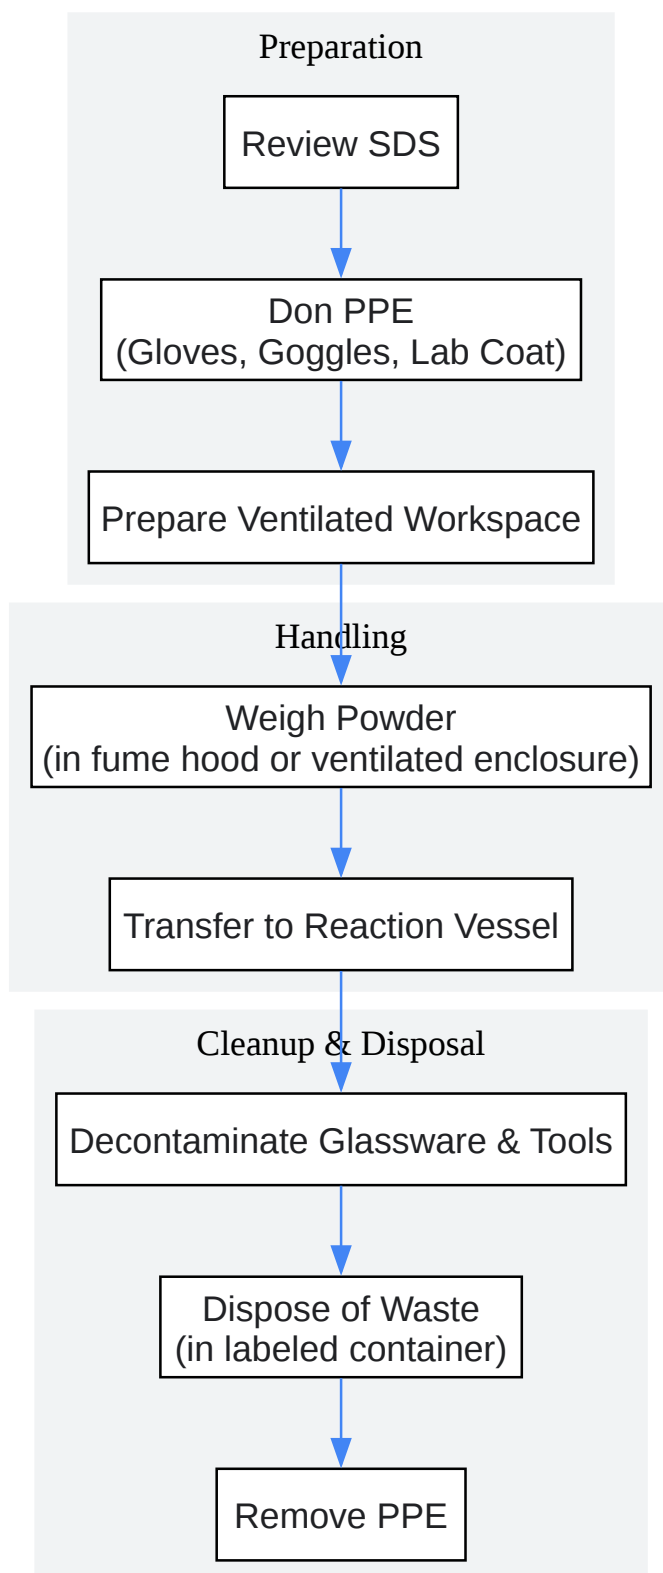 Preparation
Review SDS
Don PPE
(Gloves, Goggles, Lab Coat)
Prepare Ventilated Workspace
Handling
Weigh Powder
(in fume hood or ventilated enclosure)
Transfer to Reaction Vessel
Cleanup & Disposal
Decontaminate Glassware & Tools
Dispose of Waste
(in labeled container)
Remove PPE